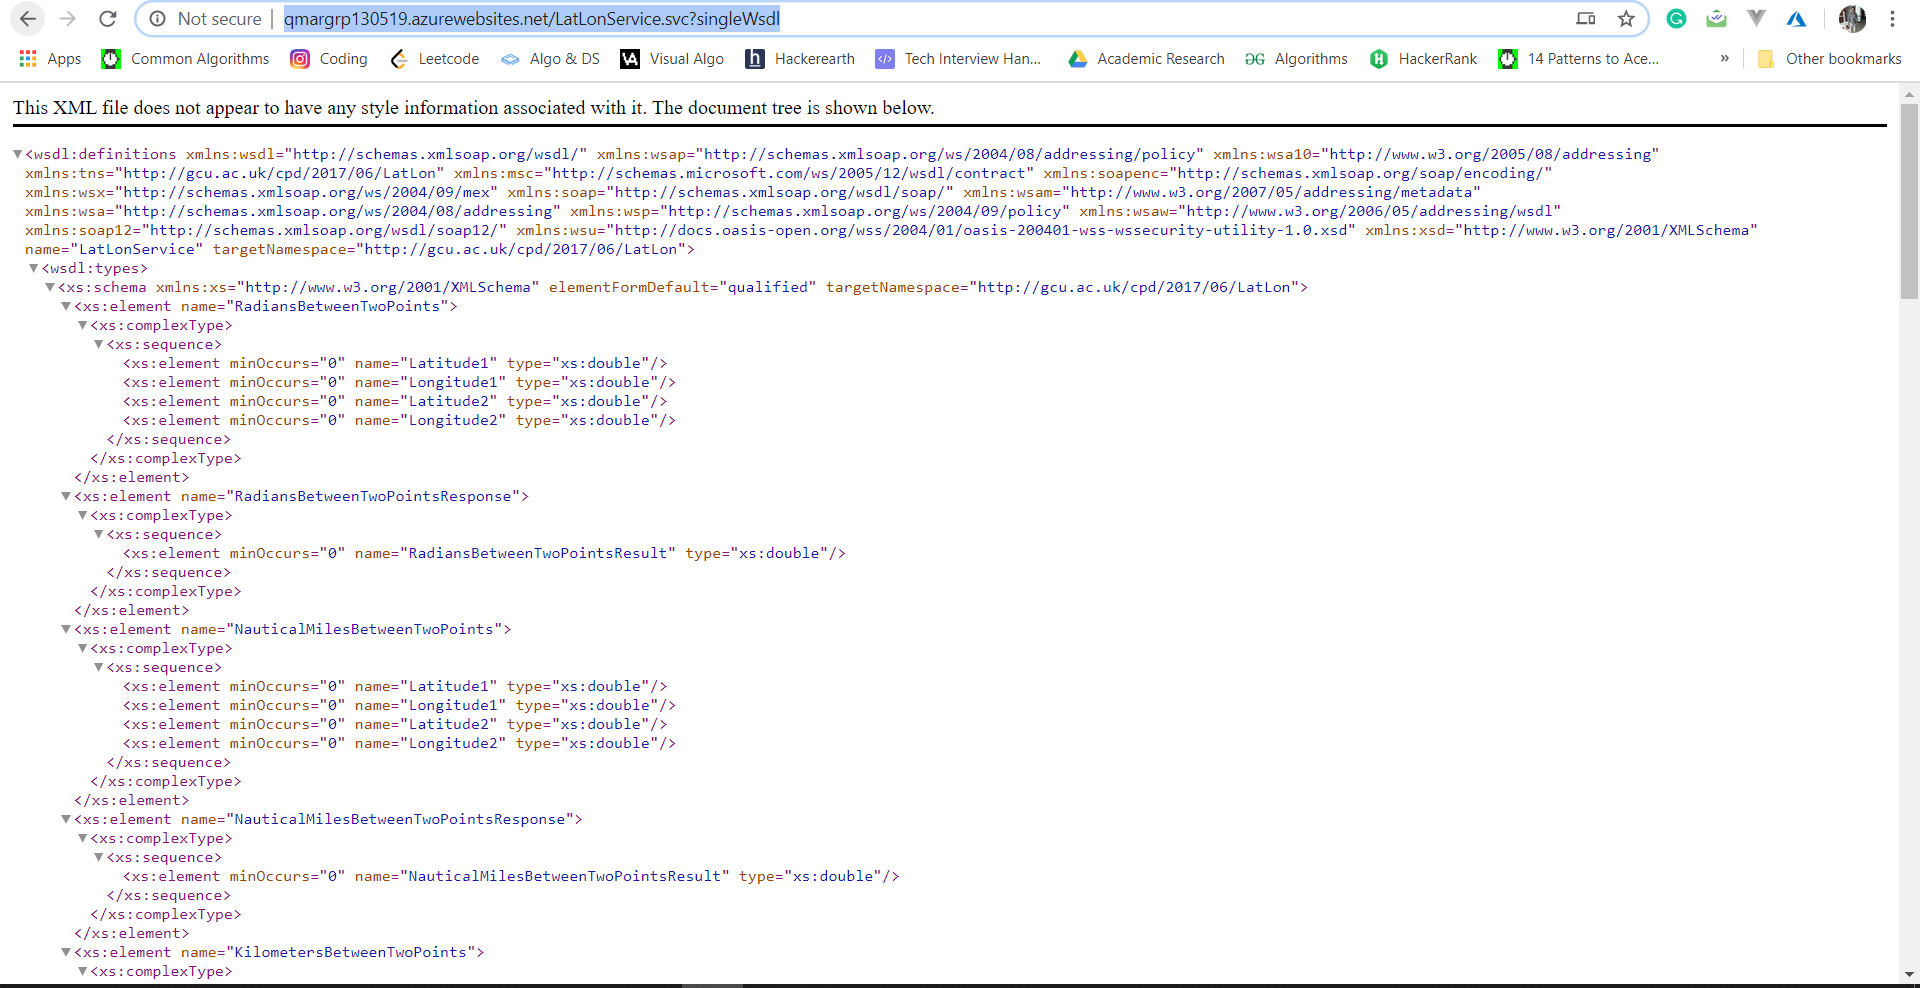 Not secure | qmargrp130519.azurewebsites.net/LatLonService.svc?singleWsdl
Apps Common Algorithms Coding Leetcode Algo & DS Visual Algo Hackerearth Tech Interview Han... Academic Research Algorithms HackerRank 14 Patterns to Ace... » Other bookmarks
This XML file does not appear to have any style information associated with it. The document tree is shown below.
<wsdl:definitions xmlns:wsdl="http://schemas.xmlsoap.org/wsdl/" xmlns:wsap="http://schemas.xmlsoap.org/ws/2004/08/addressing/policy" xmlns:wsa10="http://www.w3.org/2005/08/addressing"
xmlns:tns="http://gcu.ac.uk/cpd/2017/06/LatLon" xmlns:msc="http://schemas.microsoft.com/ws/2005/12/wsdl/contract" xmlns:soapenc="http://schemas.xmlsoap.org/soap/encoding/"
xmlns:wsx="http://schemas.xmlsoap.org/ws/2004/09/mex" xmlns:soap="http://schemas.xmlsoap.org/wsdl/soap/" xmlns:wsam="http://www.w3.org/2007/05/addressing/metadata"
xmlns:wsa="http://schemas.xmlsoap.org/ws/2004/08/addressing" xmlns:wsp="http://schemas.xmlsoap.org/ws/2004/09/policy" xmlns:wsaw="http://www.w3.org/2006/05/addressing/wsdl"
xmlns:soap12="http://schemas.xmlsoap.org/wsdl/soap12/" xmlns:wsu="http://docs.oasis-open.org/wss/2004/01/oasis-200401-wss-wssecurity-utility-1.0.xsd" xmlns:xsd="http://www.w3.org/2001/XMLSchema"
name="LatLonService" targetNamespace="http://gcu.ac.uk/cpd/2017/06/LatLon">
<wsdl:types>
<xs:schema xmlns:xs="http://www.w3.org/2001/XMLSchema" elementFormDefault="qualified" targetNamespace="http://gcu.ac.uk/cpd/2017/06/LatLon">
<xs:element name="RadiansBetweenTwoPoints">
<xs:complexType>
<xs:sequence>
<xs:element minOccurs="0" name="Latitude1" type="xs:double"/>
<xs:element minOccurs="0" name="Longitude1" type="xs:double"/>
<xs:element minOccurs="0" name="Latitude2" type="xs:double"/>
<xs:element minOccurs="0" name="Longitude2" type="xs:double"/>
</xs:sequence>
</xs:complexType>
</xs:element>
<xs:element name="RadiansBetweenTwoPointsResponse">
<xs:complexType>
<xs:sequence>
<xs:element minOccurs="0" name="RadiansBetweenTwoPointsResult" type="xs:double"/>
</xs:sequence>
</xs:complexType>
</xs:element>
<xs:element name="NauticalMilesBetweenTwoPoints">
<xs:complexType>
<xs:sequence>
<xs:element minOccurs="0" name="Latitude1" type="xs:double"/>
<xs:element minOccurs="0" name="Longitude1" type="xs:double"/>
<xs:element minOccurs="0" name="Latitude2" type="xs:double"/>
<xs:element minOccurs="0" name="Longitude2" type="xs:double"/>
</xs:sequence>
</xs:complexType>
</xs:element>
<xs:element name="NauticalMilesBetweenTwoPointsResponse">
<xs:complexType>
<xs:sequence>
<xs:element minOccurs="0" name="NauticalMilesBetweenTwoPointsResult" type="xs:double"/>
</xs:sequence>
</xs:complexType>
</xs:element>
<xs:element name="KilometersBetweenTwoPoints">
<xs:complexType>